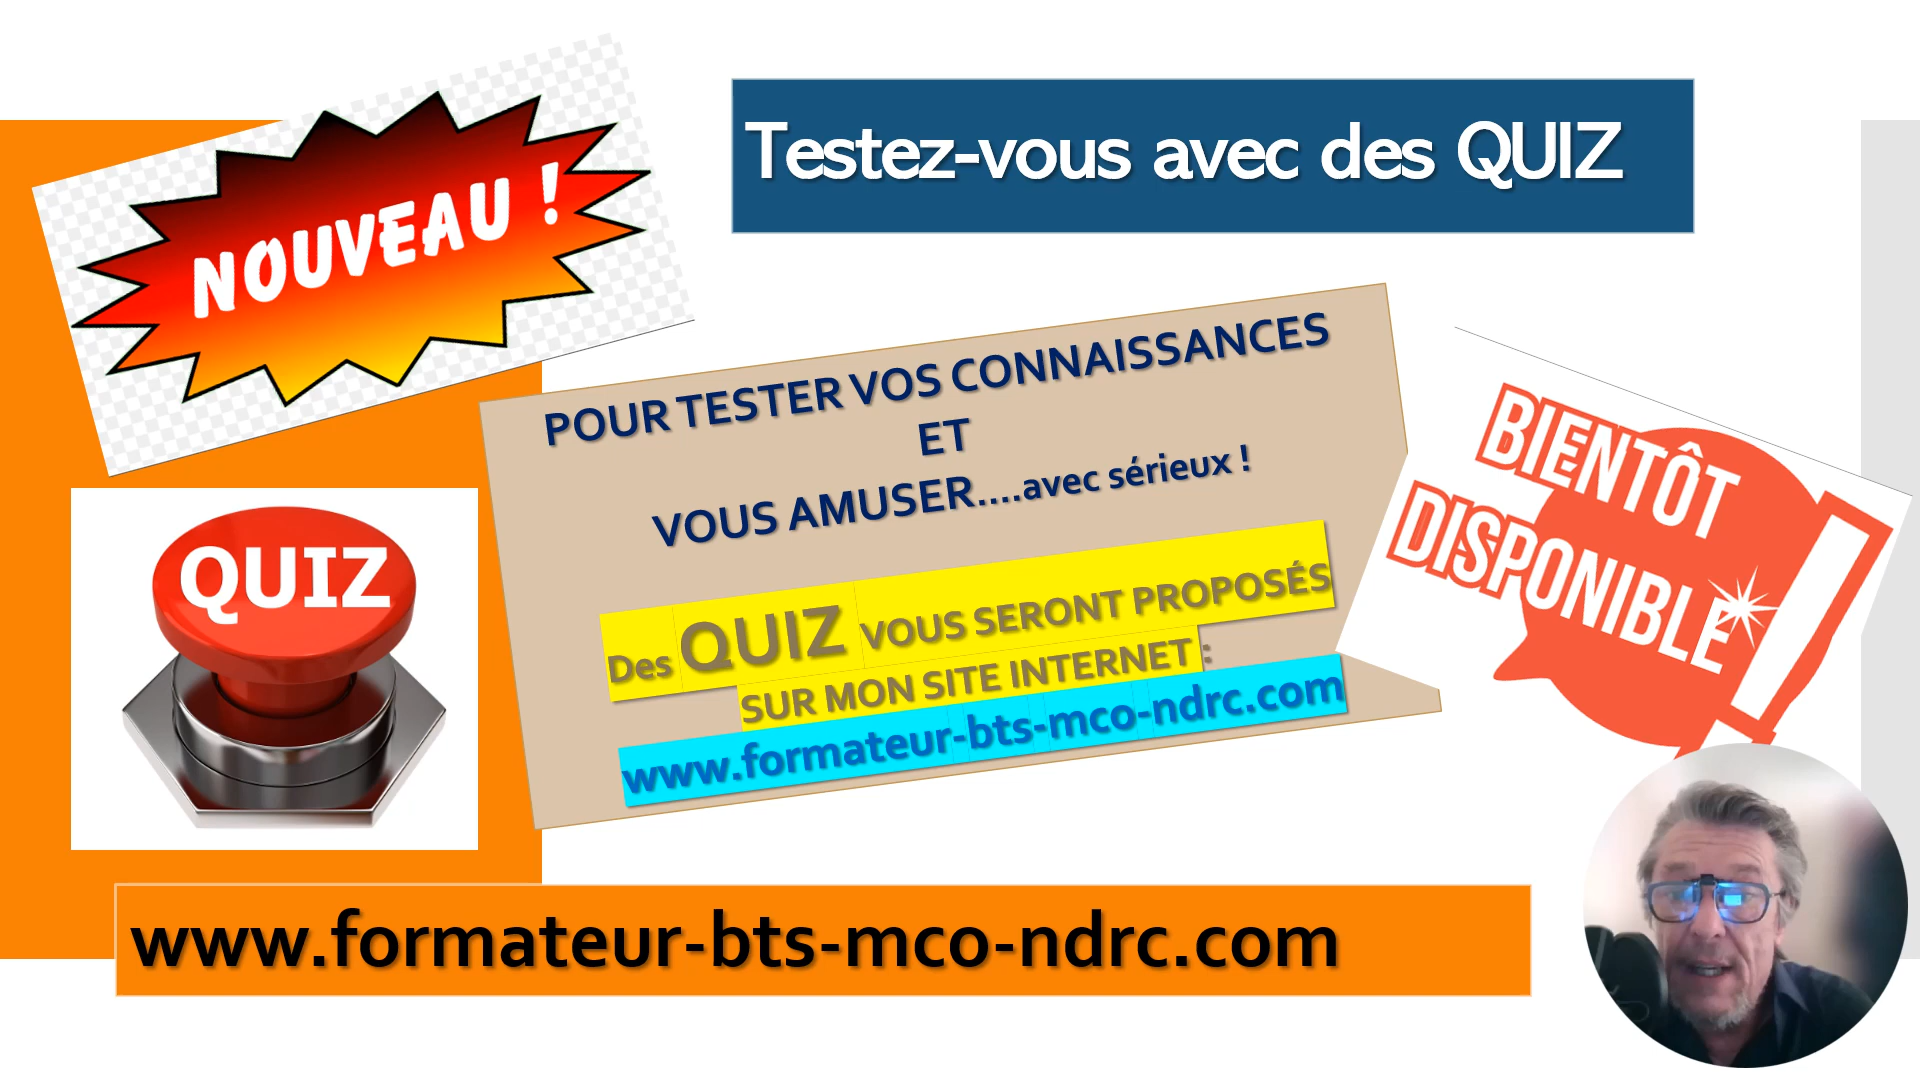 NOUVEAU !
Testez-vous avec des QUIZ
POUR TESTER VOS CONNAISSANCES
ET
VOUS AMUSER....avec sérieux !
Des QUIZ VOUS SERONT PROPOSÉS
SUR MON SITE INTERNET :
www.formateur-bts-mco-ndrc.com
BIENTÔT
DISPONIBLE !
QUIZ
www.formateur-bts-mco-ndrc.com